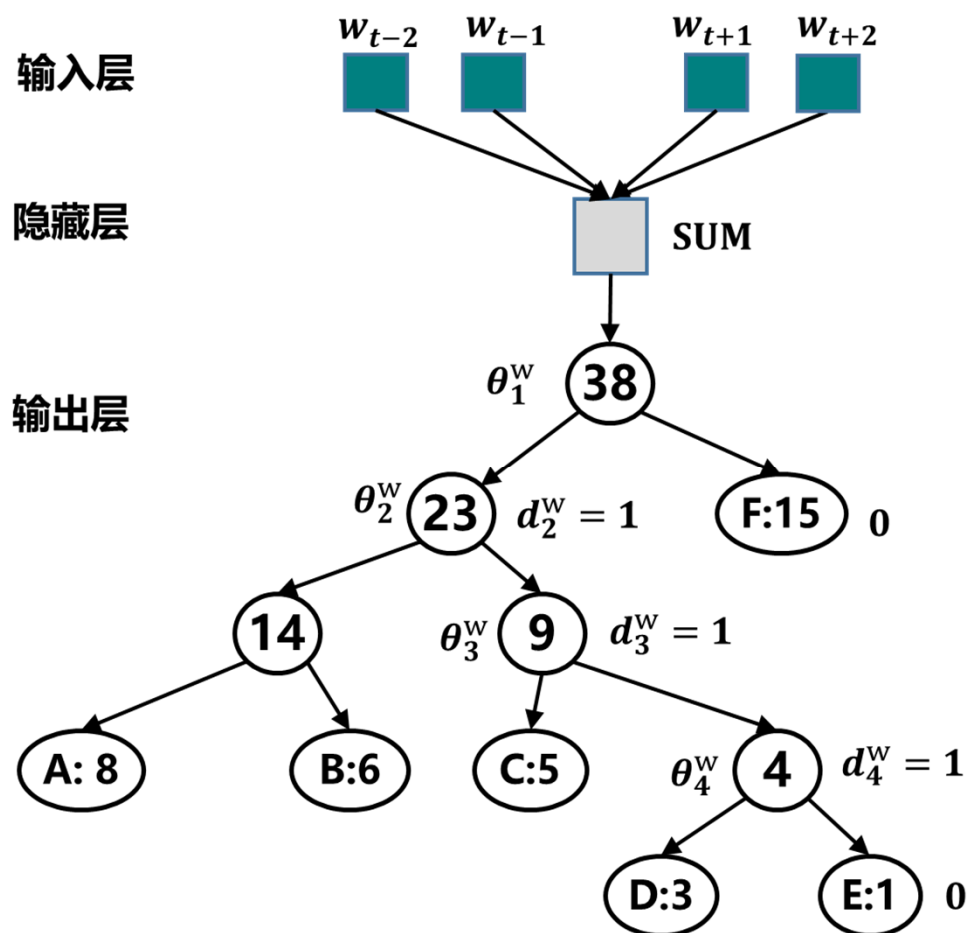 w_{t-2} w_{t-1} w_{t+1} w_{t+2}
输入层
隐藏层 SUM
θ_1^w 38
输出层
θ_2^w 23 d_2^w = 1 F:15 0
14 θ_3^w 9 d_3^w = 1
A: 8 B:6 C:5 θ_4^w 4 d_4^w = 1
D:3 E:1 0